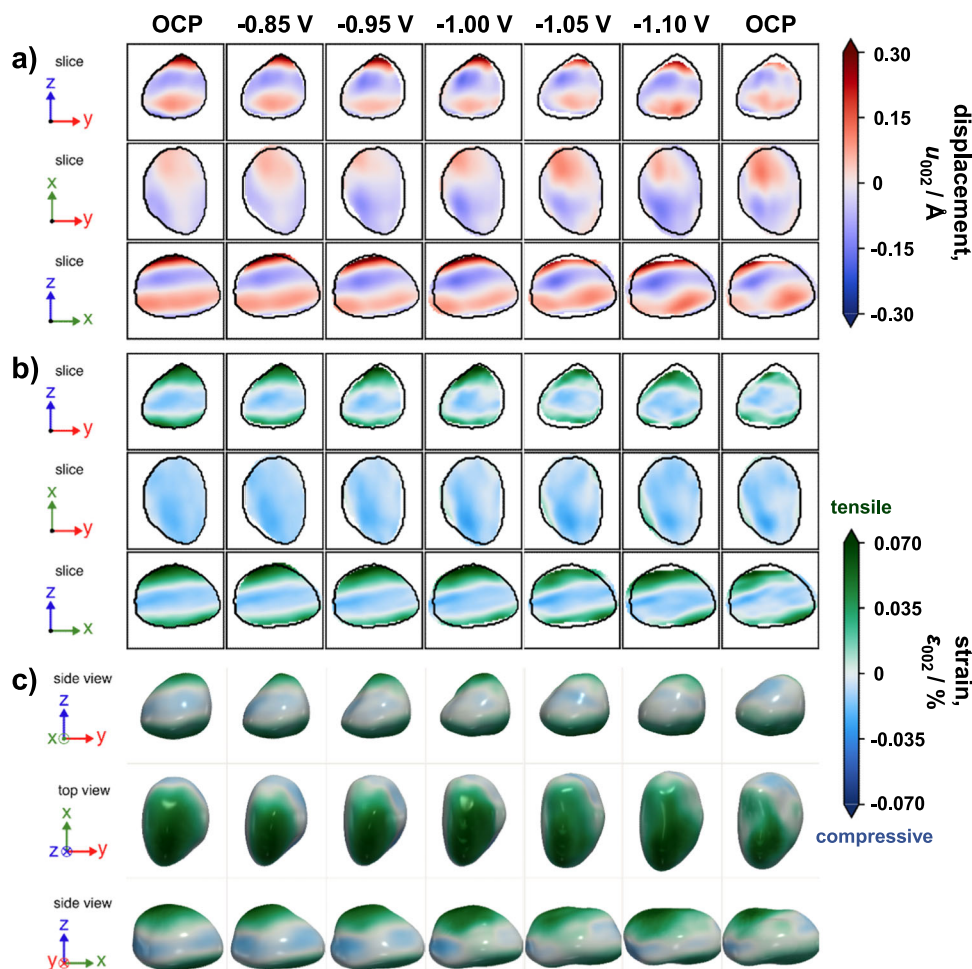 OCP -0.85 V -0.95 V -1.00 V -1.05 V -1.10 V OCP
a)
slice
z
y
slice
x
y
slice
z
x
0.30
0.15
0
-0.15
-0.30
displacement,
u002 / Å
b)
slice
z
y
slice
x
y
slice
z
x
tensile
0.070
0.035
0
-0.035
-0.070
compressive
strain,
ε002 / %
c)
side view
z
x y
top view
x
z y
side view
z
y x